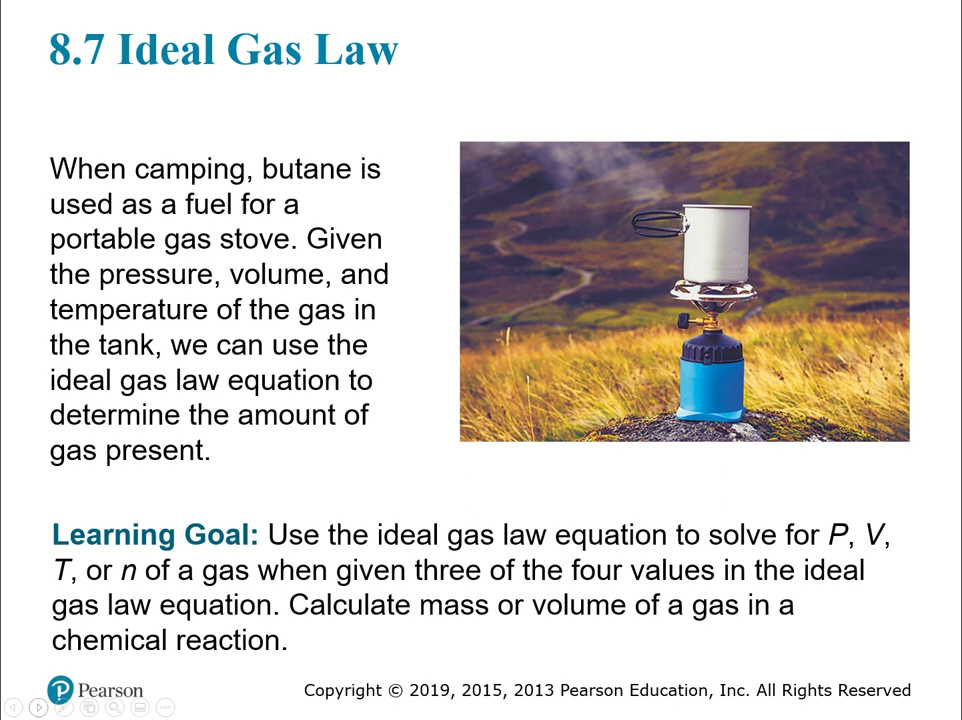 8.7 Ideal Gas Law
When camping, butane is
used as a fuel for a
portable gas stove. Given
the pressure, volume, and
temperature of the gas in
the tank, we can use the
ideal gas law equation to
determine the amount of
gas present.
Learning Goal: Use the ideal gas law equation to solve for P, V,
T, or n of a gas when given three of the four values in the ideal
gas law equation. Calculate mass or volume of a gas in a
chemical reaction.
P Pearson
Copyright © 2019, 2015, 2013 Pearson Education, Inc. All Rights Reserved